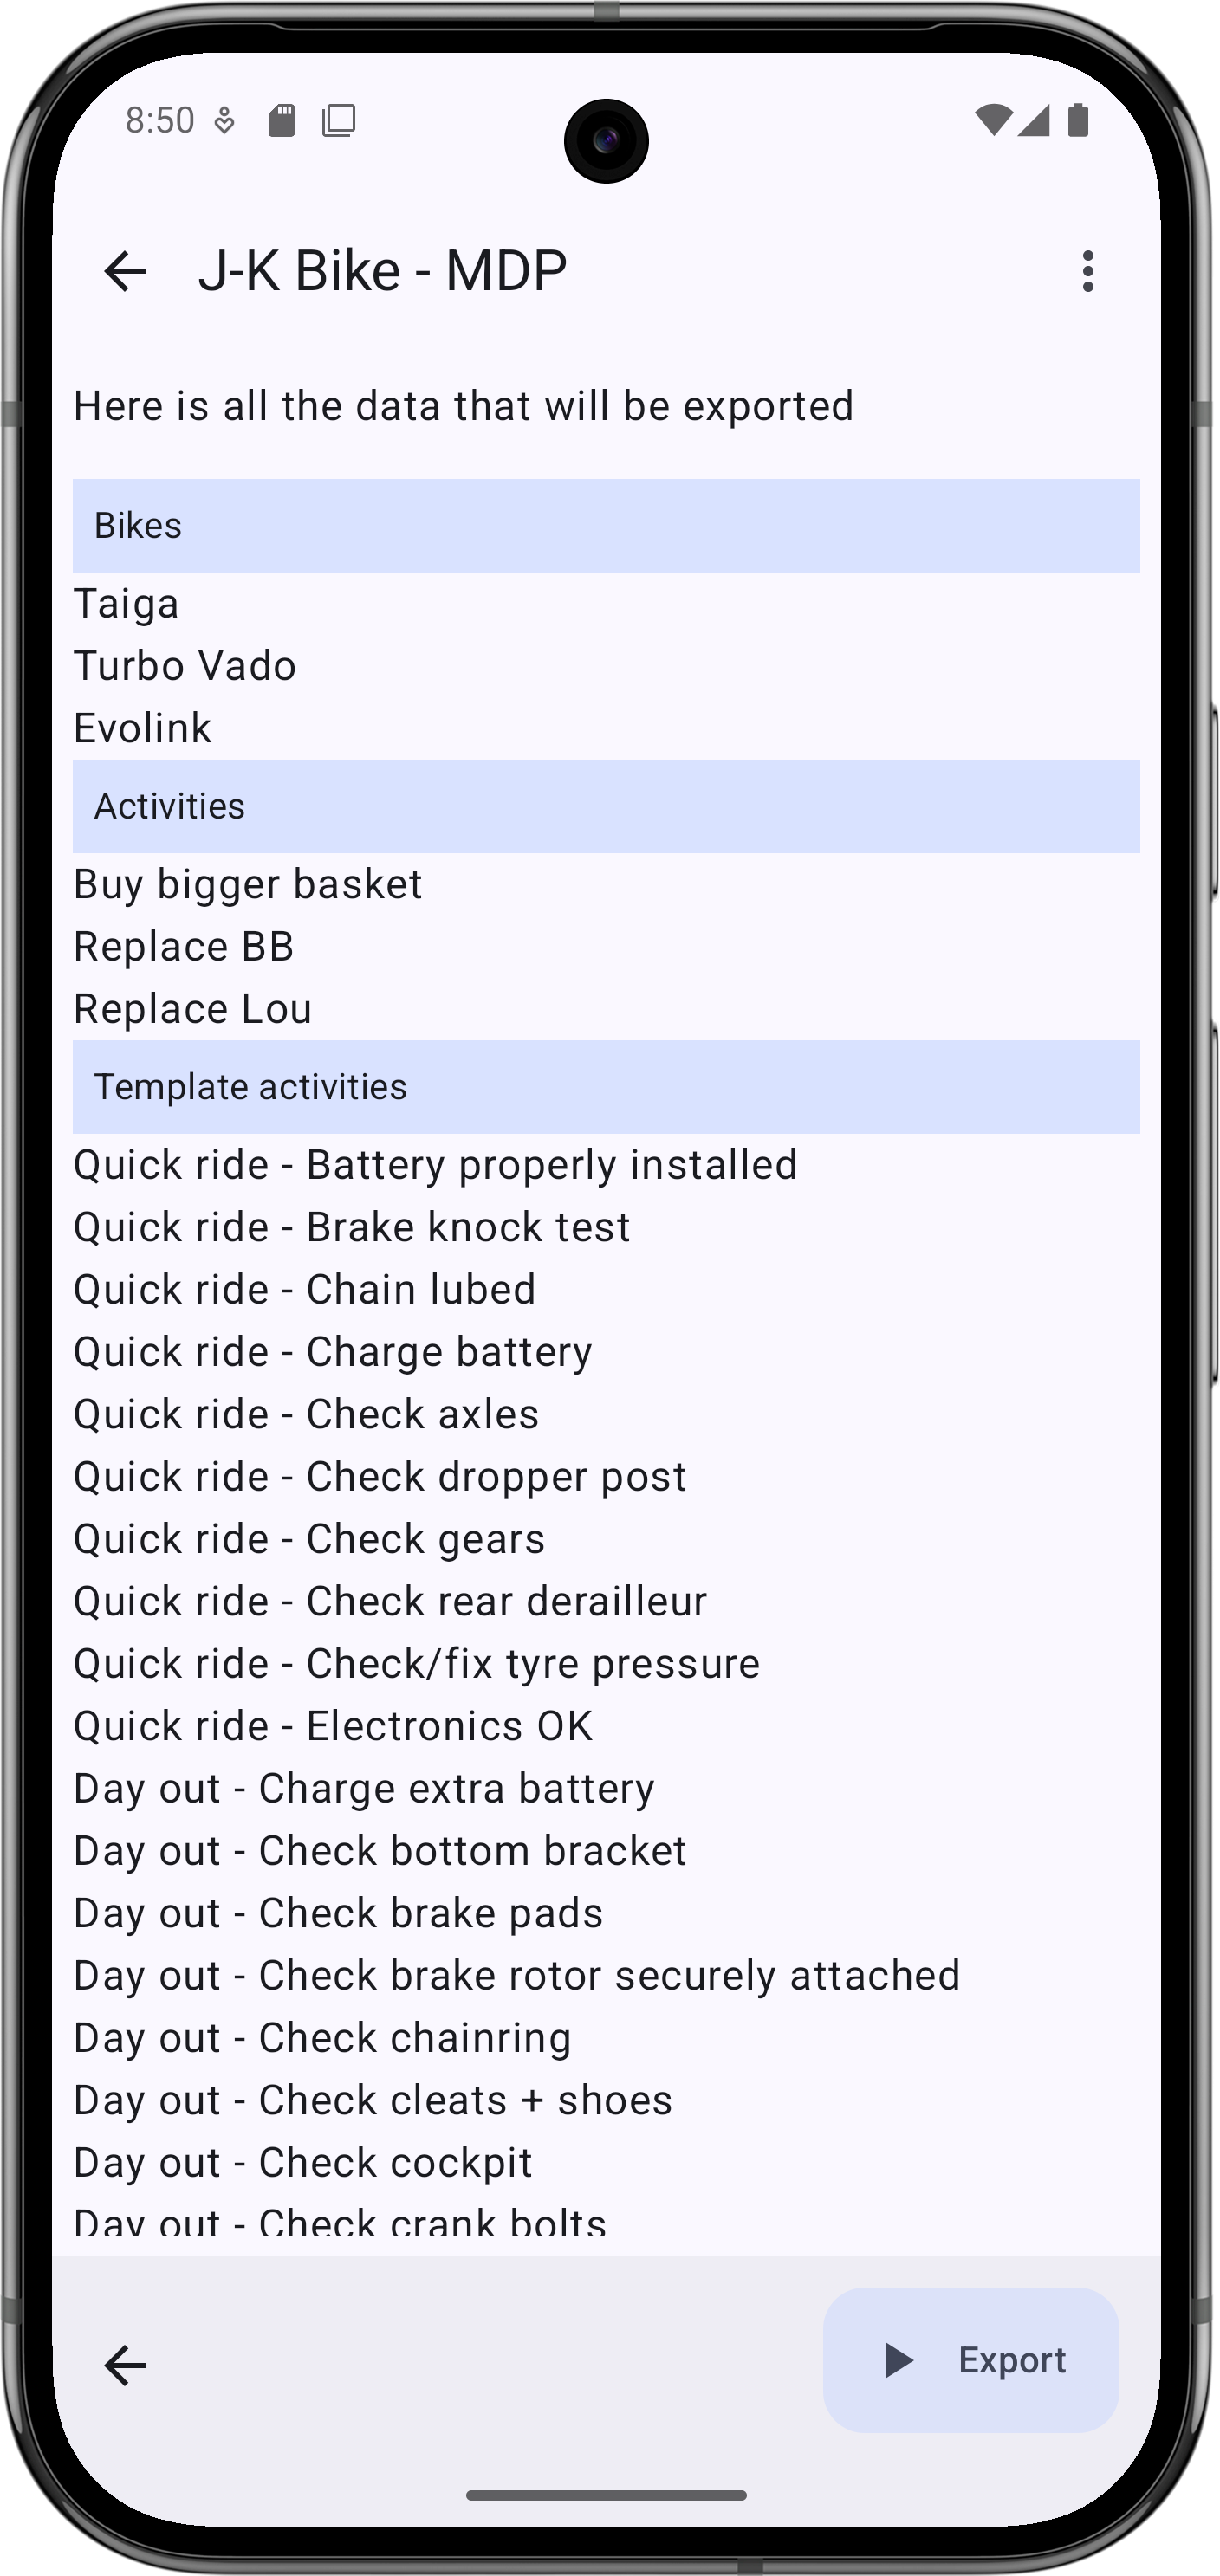 8:50
J-K Bike - MDP
Here is all the data that will be exported
Bikes
Taiga
Turbo Vado
Evolink
Activities
Buy bigger basket
Replace BB
Replace Lou
Template activities
Quick ride - Battery properly installed
Quick ride - Brake knock test
Quick ride - Chain lubed
Quick ride - Charge battery
Quick ride - Check axles
Quick ride - Check dropper post
Quick ride - Check gears
Quick ride - Check rear derailleur
Quick ride - Check/fix tyre pressure
Quick ride - Electronics OK
Day out - Charge extra battery
Day out - Check bottom bracket
Day out - Check brake pads
Day out - Check brake rotor securely attached
Day out - Check chainring
Day out - Check cleats + shoes
Day out - Check cockpit
Day out - Check crank bolts
Export